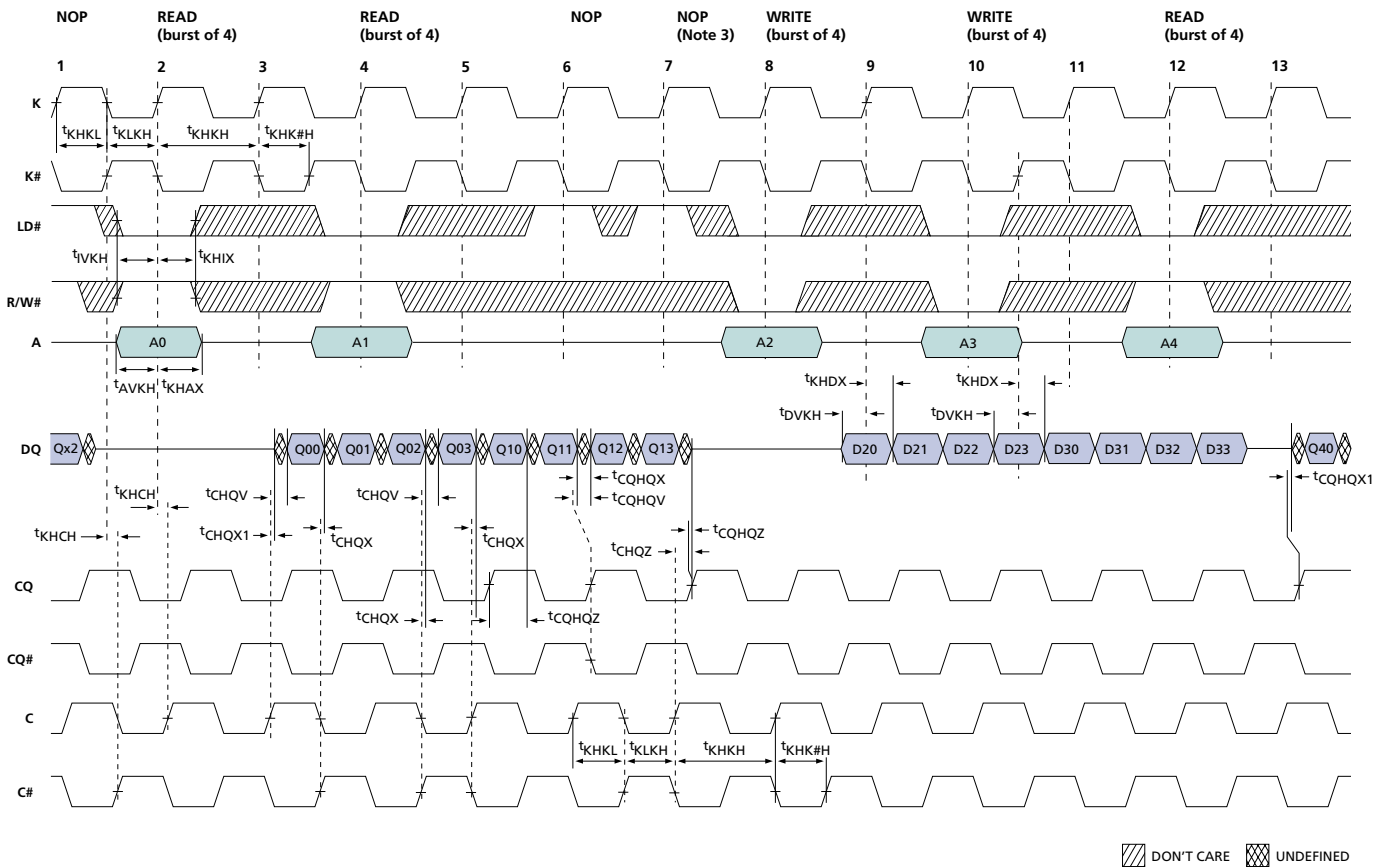 NOP READ READ NOP NOP WRITE WRITE READ
(burst of 4) (burst of 4) (Note 3) (burst of 4) (burst of 4) (burst of 4)
1 2 3 4 5 6 7 8 9 10 11 12 13
K
tKHKL tKLKH tKHKH tKHK#H
K#
LD#
tIVKH tKHIX
R/W#
A A0 A1 A2 A3 A4
tAVKH tKHAX tKHDX tKHDX
tDVKH tDVKH
DQ Qx2 Q00 Q01 Q02 Q03 Q10 Q11 Q12 Q13 D20 D21 D22 D23 D30 D31 D32 D33 Q40
tCQHQX tCQHQX1
tKHCH tCHQV tCHQV tCQHQV
tKHCH tCHQX1 tCHQX tCHQX tCQHQZ
tCHQZ
CQ
tCHQX tCQHQZ
CQ#
C
tKHKL tKLKH tKHKH tKHK#H
C#
DON'T CARE UNDEFINED